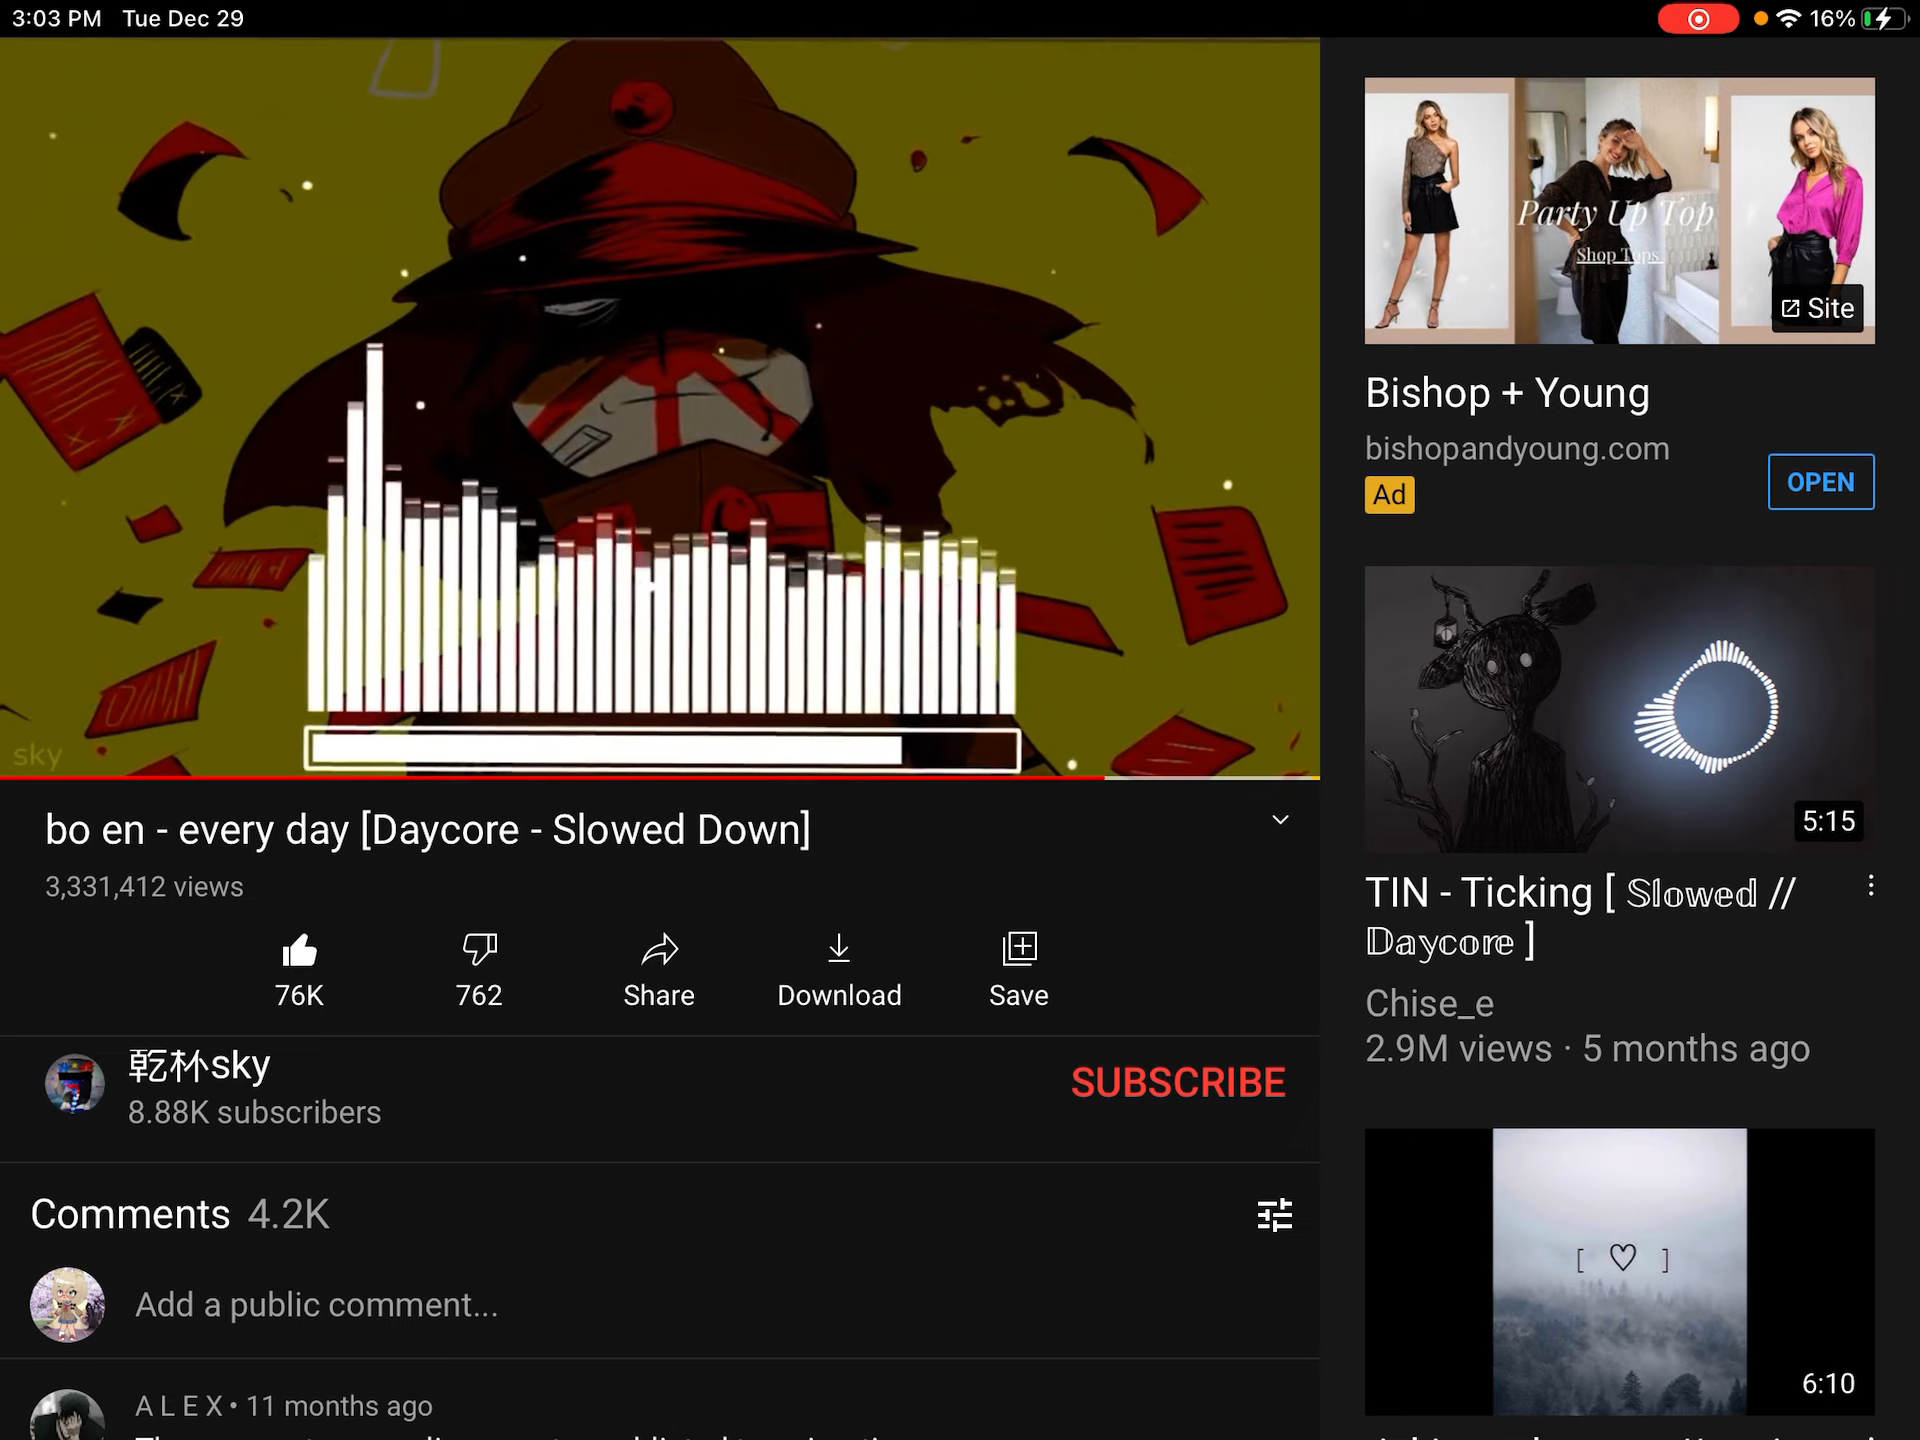 3:03 PM Tue Dec 29
16%
sky
bo en - every day [Daycore - Slowed Down]
3,331,412 views
76K
762
Share
Download
Save
乾杯sky
8.88K subscribers
SUBSCRIBE
Comments 4.2K
Add a public comment...
A L E X • 11 months ago
Party Up Top
Shop Tops
Site
Bishop + Young
bishopandyoung.com
Ad
OPEN
5:15
TIN - Ticking [ 𝕊𝕝𝕠𝕨𝕖𝕕 //
𝔻𝕒𝕪𝕔𝕠𝕣𝕖 ]
Chise_e
2.9M views · 5 months ago
[ ♡ ]
6:10